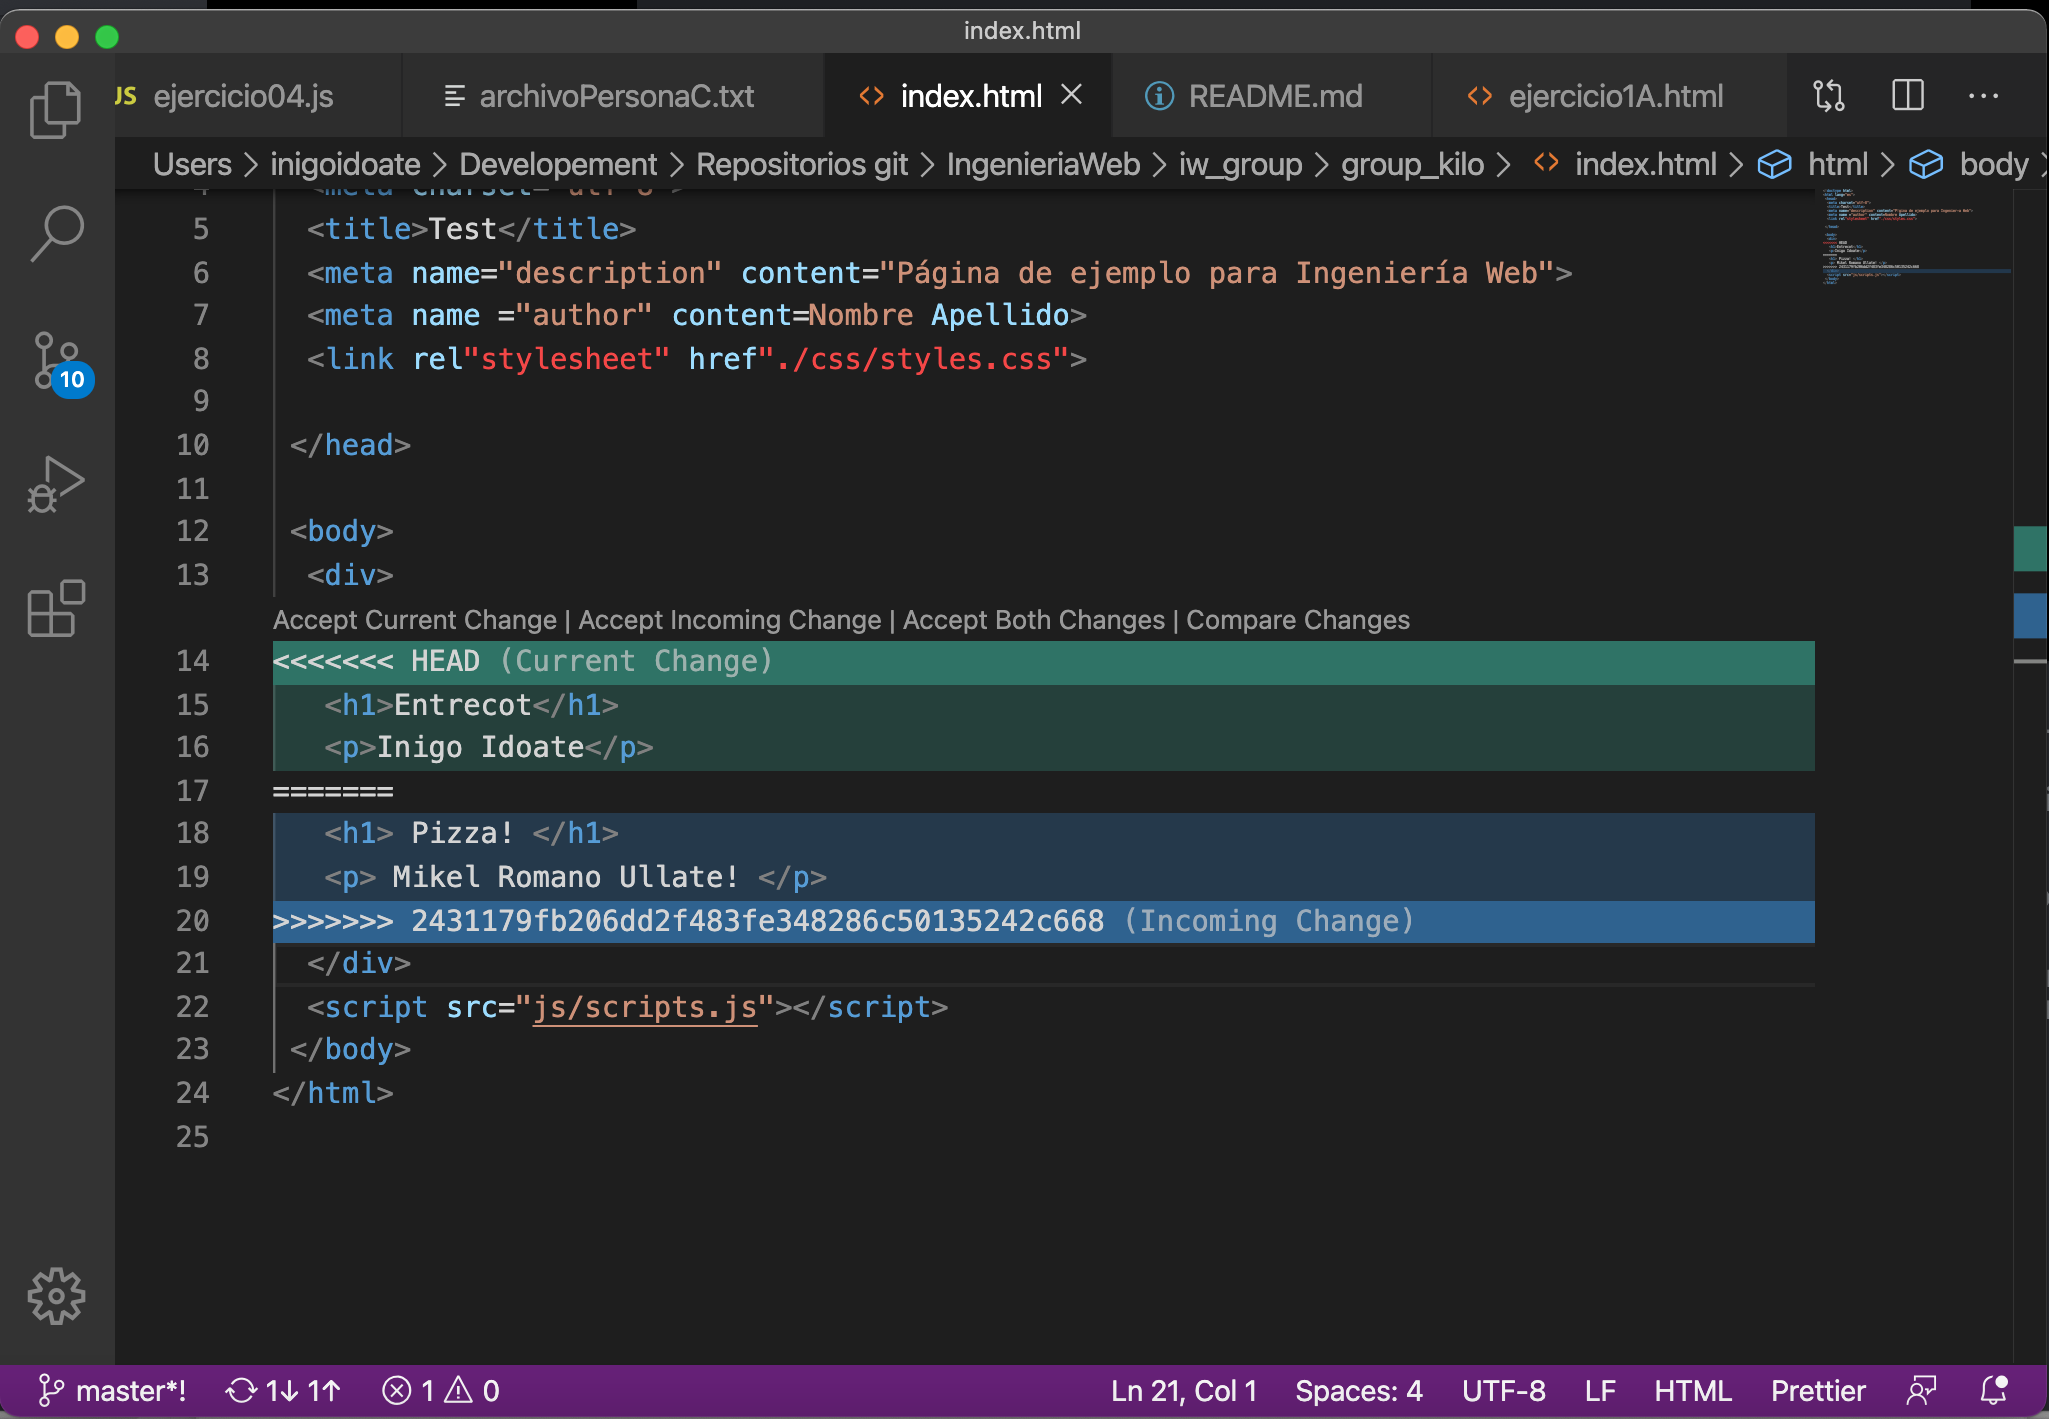 index.html
JS ejercicio04.js archivoPersonaC.txt index.html README.md ejercicio1A.html
Users > inigoidoate > Developement > Repositorios git > IngenieriaWeb > iw_group > group_kilo > index.html > html > body >
4 <meta charset="utf-8">
5 <title>Test</title>
6 <meta name="description" content="Página de ejemplo para Ingeniería Web">
7 <meta name ="author" content=Nombre Apellido>
8 <link rel"stylesheet" href"./css/styles.css">
9
10 </head>
11
12 <body>
13 <div>
Accept Current Change | Accept Incoming Change | Accept Both Changes | Compare Changes
14 <<<<<<< HEAD (Current Change)
15 <h1>Entrecot</h1>
16 <p>Inigo Idoate</p>
17 =======
18 <h1> Pizza! </h1>
19 <p> Mikel Romano Ullate! </p>
20 >>>>>>> 2431179fb206dd2f483fe348286c50135242c668 (Incoming Change)
21 </div>
22 <script src="js/scripts.js"></script>
23 </body>
24 </html>
25
10
master*! 1↓ 1↑ 1 0 Ln 21, Col 1 Spaces: 4 UTF-8 LF HTML Prettier